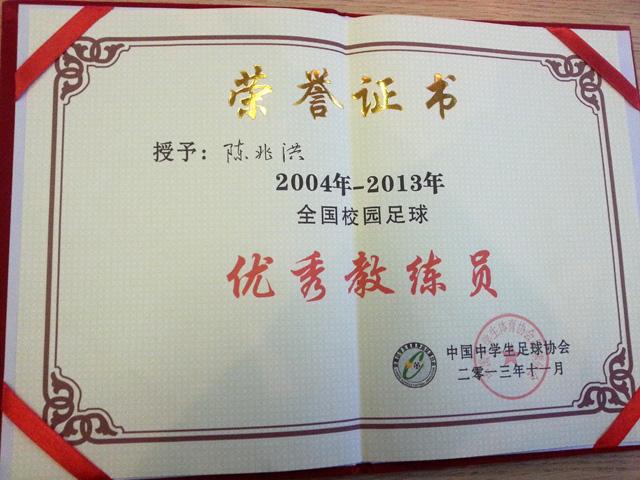 荣誉证书
授予：陈兆洪
2004年-2013年
全国校园足球
优秀教练员
中国中学生足球协会
二零一三年十一月